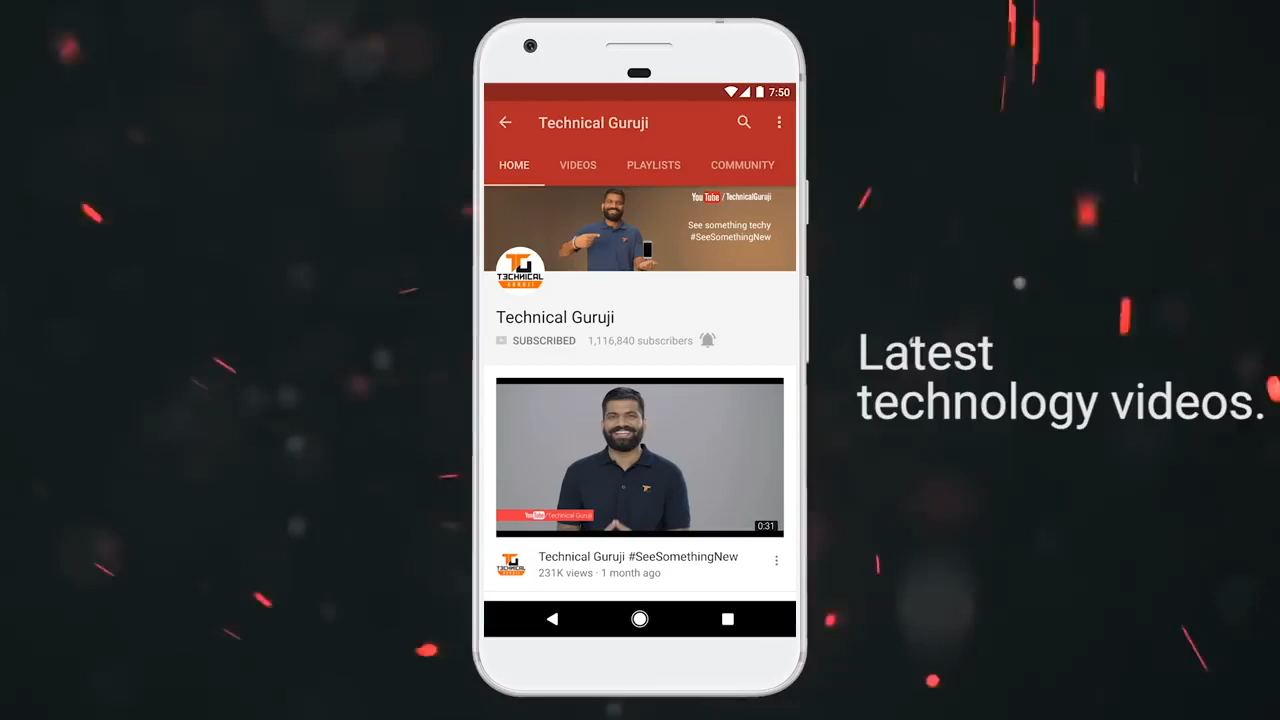 7:50
Technical Guruji
HOME VIDEOS PLAYLISTS COMMUNITY
YouTube /TechnicalGuruji
See something techy
#SeeSomethingNew
TECHNICAL
GURUJI
Technical Guruji
SUBSCRIBED 1,116,840 subscribers
YouTube/Technical Guruji
0:31
Technical Guruji #SeeSomethingNew
231K views · 1 month ago
TECHNICAL
GURUJI
Latest
technology videos.